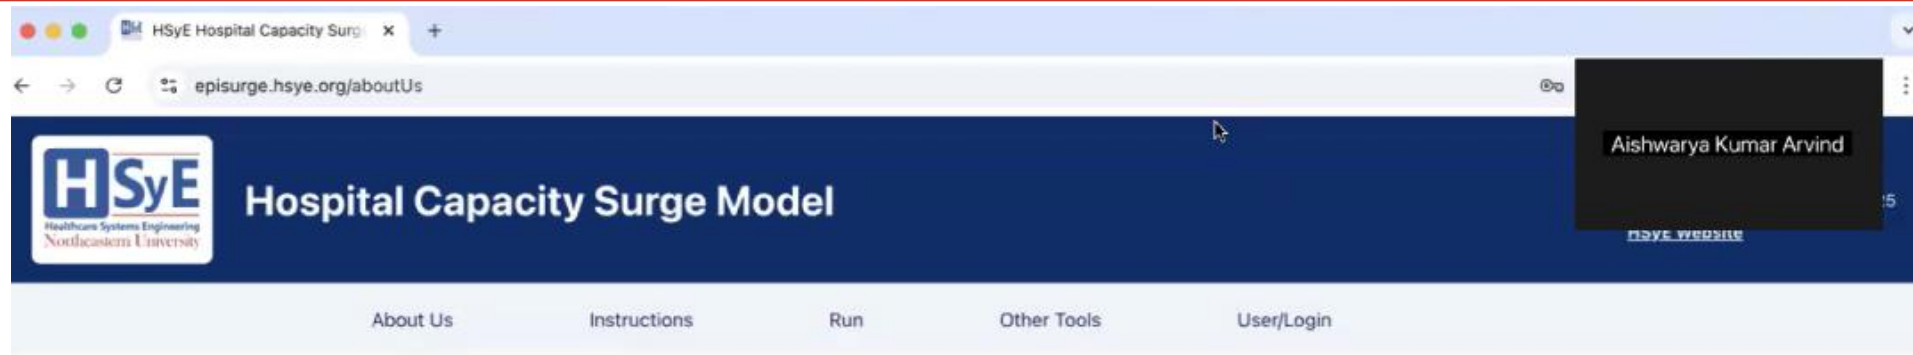 HSyE Hospital Capacity Surg
episurge.hsye.org/aboutUs
Aishwarya Kumar Arvind
HSyE
Healthcare Systems Engineering
Northeastern University
Hospital Capacity Surge Model
HSyE Website
About Us Instructions Run Other Tools User/Login